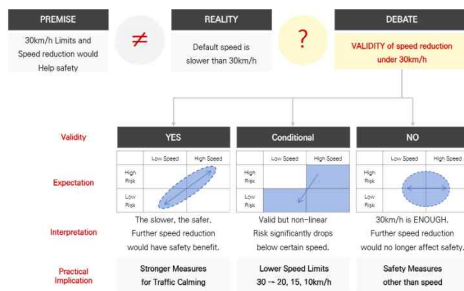 PREMISE
REALITY
DEBATE
30km/h Limits and
Speed reduction would
Help safety
≠
Default speed is
slower than 30km/h
?
VALIDITY of speed reduction
under 30km/h
Validity
YES
Conditional
NO
Expectation
Low Speed High Speed
High
Risk
Low
Risk
Low Speed High Speed
High
Risk
Low
Risk
Low Speed High Speed
High
Risk
Low
Risk
Interpretation
The slower, the safer.
Further speed reduction
would have safety benefit.
Valid but non-linear
Risk significantly drops
below certain speed.
30km/h is ENOUGH.
Further speed reduction
would no longer affect safety.
Practical
Implication
Stronger Measures
for Traffic Calming
Lower Speed Limits
30 → 20, 15, 10km/h
Safety Measures
other than speed